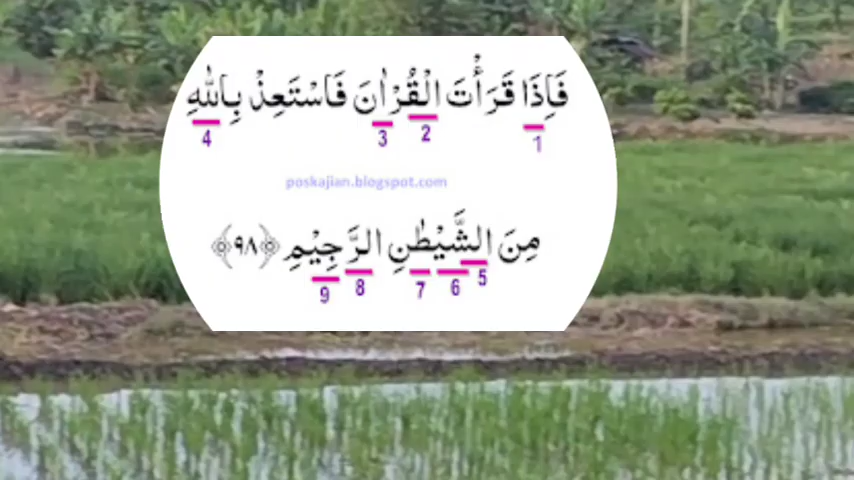 فَاِذَا قَرَأْتَ الْقُرْاٰنَ فَاسْتَعِذْ بِاللّٰهِ
4 3 2 1
poskajian.blogspot.com
مِنَ الشَّيْطٰنِ الرَّجِيْمِ ﴿٩٨﴾
9 8 7 6 5